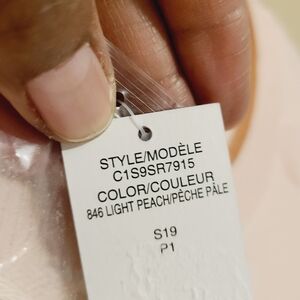 STYLE/MODÈLE
C1S9SR7915
COLOR/COULEUR
846 LIGHT PEACH/PÊCHE PÂLE
S19
P1